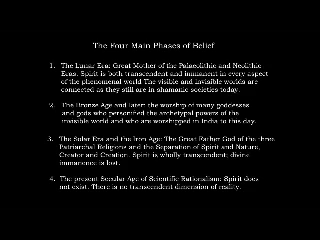 The Four Main Phases of Belief
1. The Lunar Era: Great Mother of the Palaeolithic and Neolithic
Eras. Spirit is both transcendent and immanent in every aspect
of the phenomenal world The visible and invisible worlds are
connected as they still are in shamanic societies today.
2. The Bronze Age and later: the worship of many goddesses
and gods who personified the archetypal powers of the
invisible world and who are worshipped in India to this day.
3. The Solar Era and the Iron Age: The Great Father God of the three
Patriarchal Religions and the Separation of Spirit and Nature,
Creator and Creation. Spirit is wholly transcendent; divine
immanence is lost.
4. The present Secular Age of Scientific Rationalism: Spirit does
not exist. There is no transcendent dimension of reality.